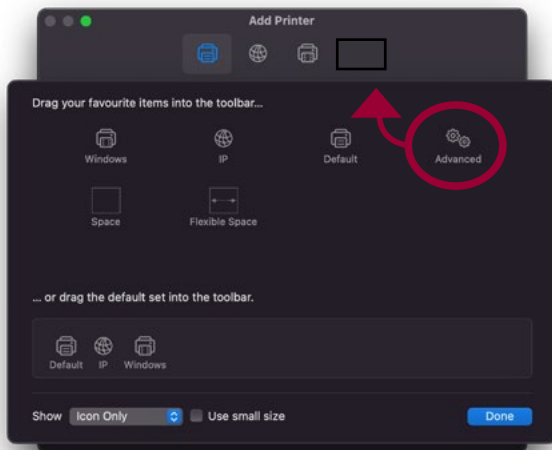 Add Printer
Drag your favourite items into the toolbar...
Windows IP Default Advanced
Space Flexible Space
... or drag the default set into the toolbar.
Default IP Windows
Show Icon Only Use small size Done